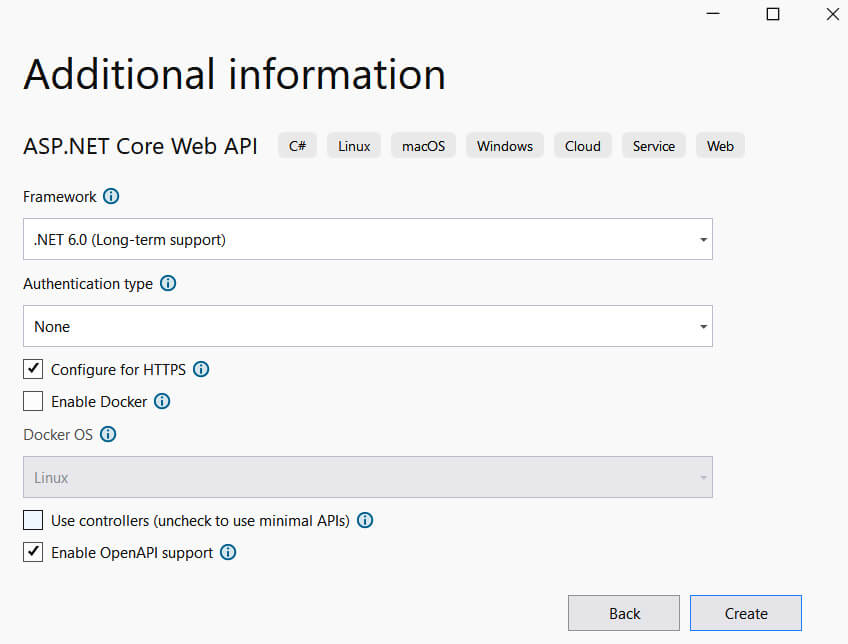 Additional information
ASP.NET Core Web API C# Linux macOS Windows Cloud Service Web
Framework
.NET 6.0 (Long-term support)
Authentication type
None
Configure for HTTPS
Enable Docker
Docker OS
Linux
Use controllers (uncheck to use minimal APIs)
Enable OpenAPI support
Back Create